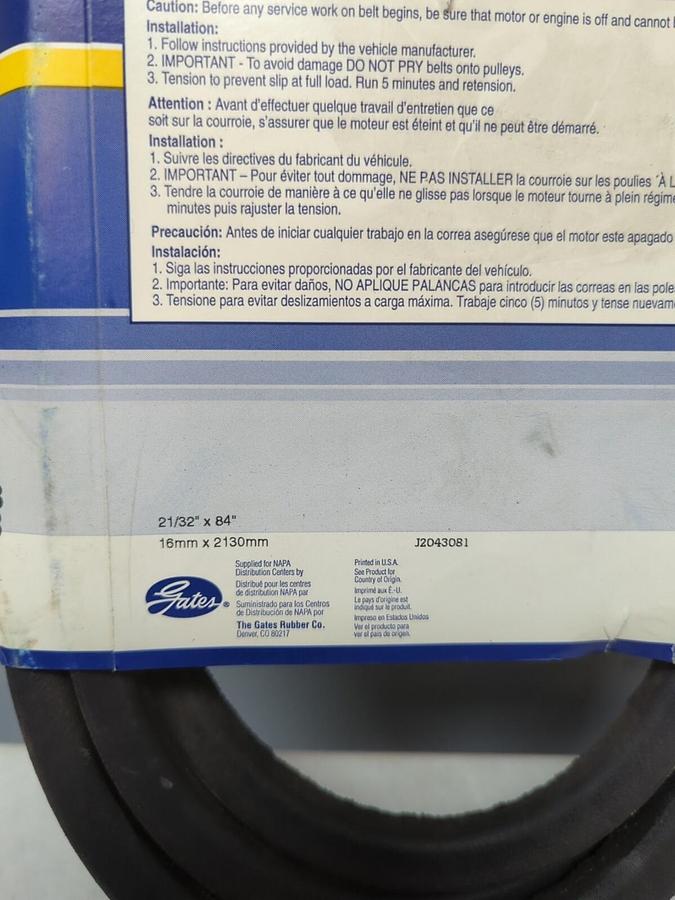 Caution: Before any service work on belt begins, be sure that motor or engine is off and cannot
Installation:
1. Follow instructions provided by the vehicle manufacturer.
2. IMPORTANT - To avoid damage DO NOT PRY belts onto pulleys.
3. Tension to prevent slip at full load. Run 5 minutes and retension.
Attention : Avant d'effectuer quelque travail d'entretien que ce
soit sur la courroie, s'assurer que le moteur est éteint et qu'il ne peut être démarré.
Installation :
1. Suivre les directives du fabricant du véhicule.
2. IMPORTANT – Pour éviter tout dommage, NE PAS INSTALLER la courroie sur les poulies ´À L
3. Tendre la courroie de manière à ce qu'elle ne glisse pas lorsque le moteur tourne à plein régime
minutes puis rajuster la tension.
Precaución: Antes de iniciar cualquier trabajo en la correa asegúrese que el motor este apagado
Instalación:
1. Siga las instrucciones proporcionadas por el fabricante del vehículo.
2. Importante: Para evitar daños, NO APLIQUE PALANCAS para introducir las correas en las pole
3. Tensione para evitar deslizamientos a carga máxima. Trabaje cinco (5) minutos y tense nuevam
21/32" x 84"
16mm x 2130mm J2043081
Gates®
Supplied for NAPA
Distribution Centers by
Distribué pour les centres
de distribution NAPA par
Suministrado para los Centros
de Distribución de NAPA por
The Gates Rubber Co.
Denver, CO 80217
Printed in U.S.A.
See Product for
Country of Origin.
Imprimé aux É.-U.
Le pays d'origine est
indiqué sur le produit.
Impreso en Estados Unidos
Ver el producto para
ver el pais de origen.